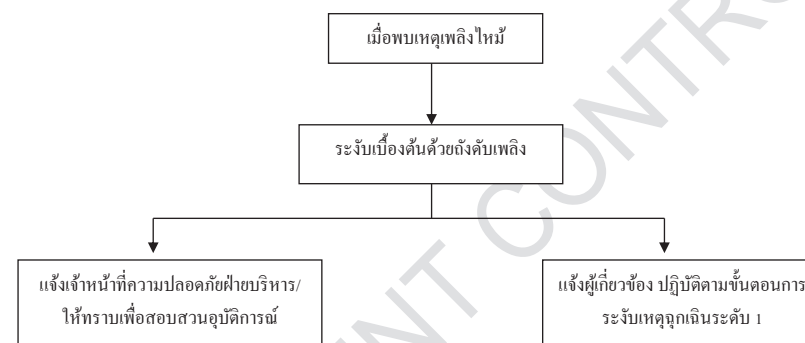 เมื่อพบเหตุเพลิงไหม้
ระงับเบื้องต้นด้วยถังดับเพลิง
แจ้งเจ้าหน้าที่ความปลอดภัยฝ่ายบริหาร/
ให้ทราบเพื่อสอบสวนอุบัติการณ์
แจ้งผู้เกี่ยวข้อง ปฏิบัติตามขั้นตอนการ
ระงับเหตุฉุกเฉินระดับ 1